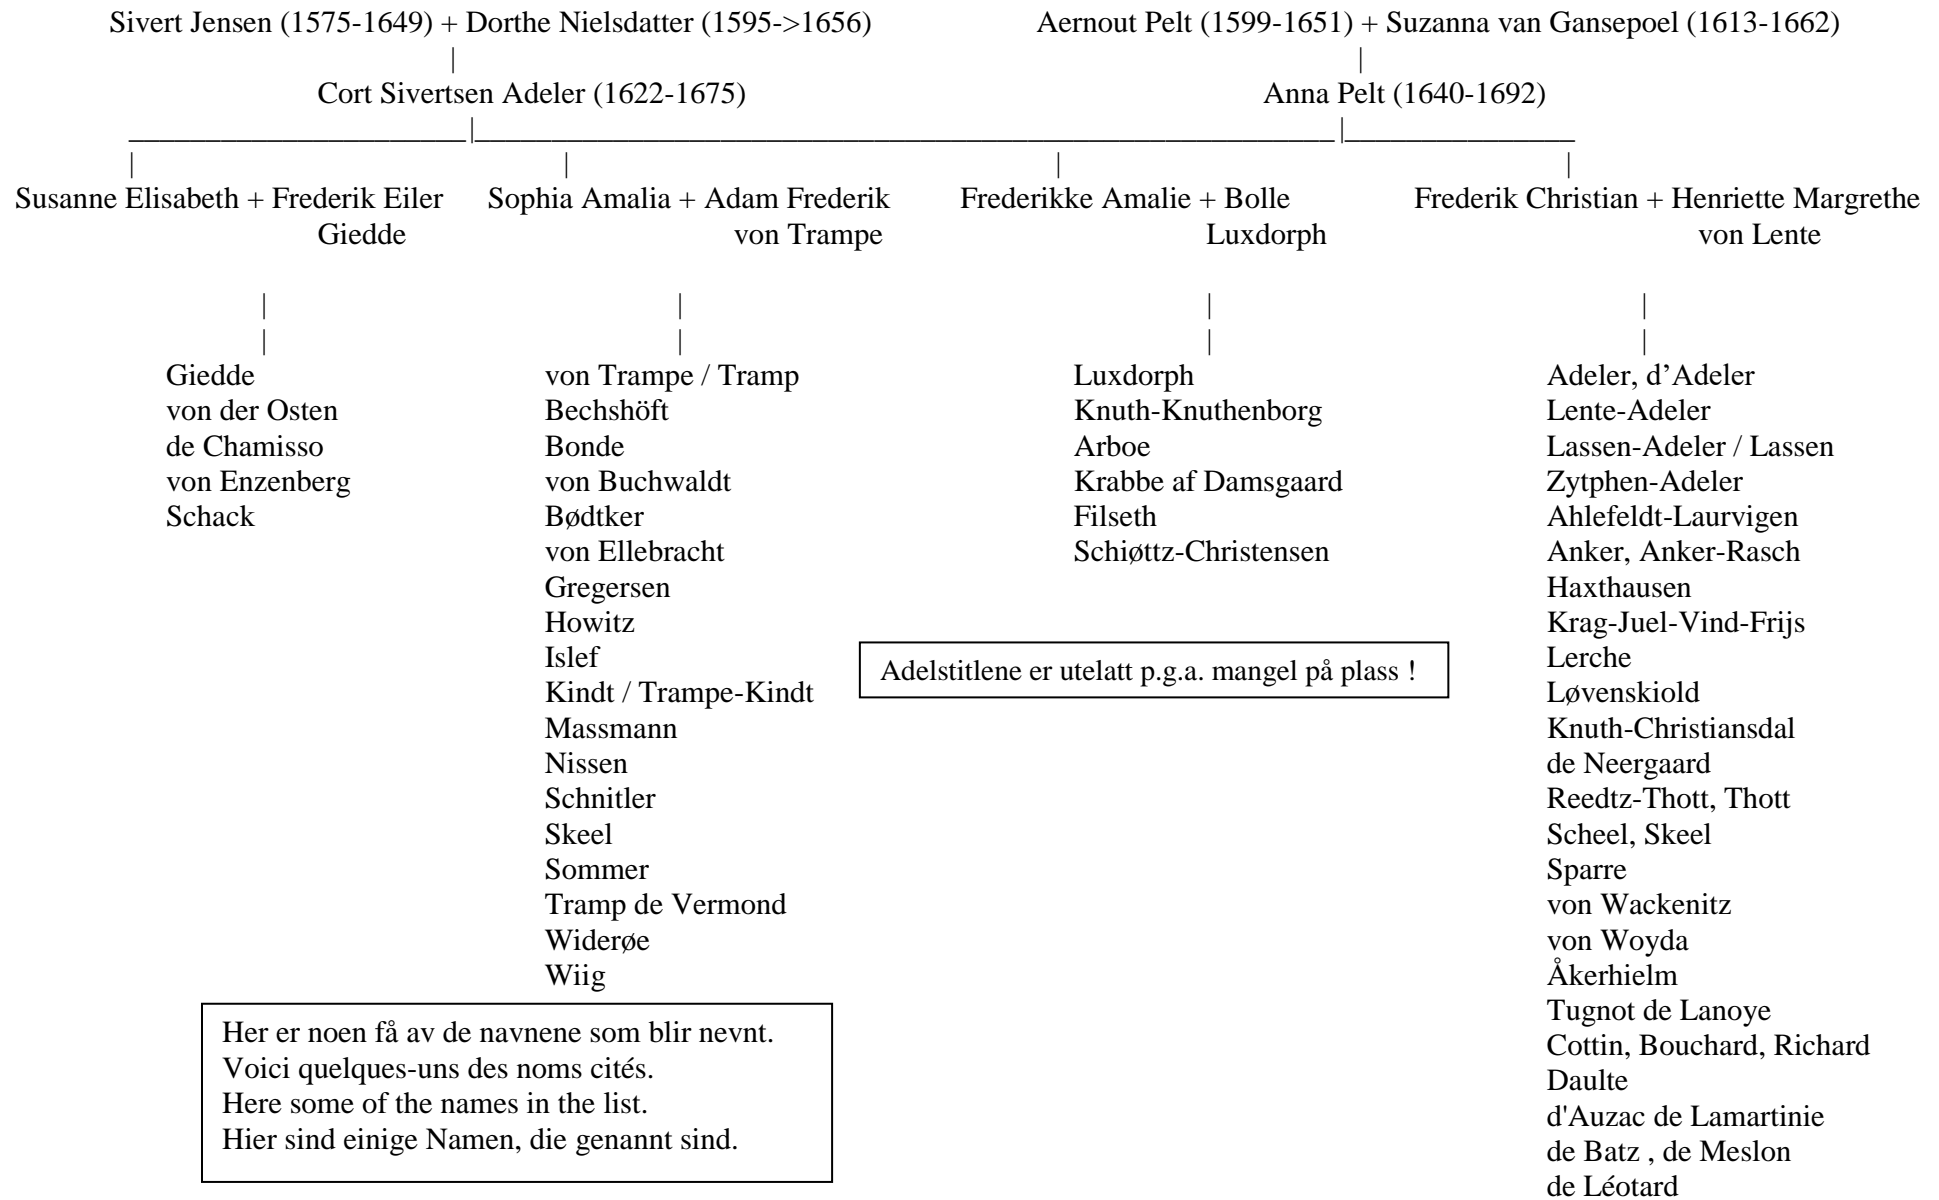 Sivert Jensen (1575-1649) + Dorthe Nielsdatter (1595->1656)
Aernout Pelt (1599-1651) + Suzanna van Gansepoel (1613-1662)
Cort Sivertsen Adeler (1622-1675)
Anna Pelt (1640-1692)
Susanne Elisabeth + Frederik Eiler
Giedde
Sophia Amalia + Adam Frederik
von Trampe
Frederikke Amalie + Bolle
Luxdorph
Frederik Christian + Henriette Margrethe
von Lente
Giedde
von der Osten
de Chamisso
von Enzenberg
Schack
von Trampe / Tramp
Bechshöft
Bonde
von Buchwaldt
Bødtker
von Ellebracht
Gregersen
Howitz
Islef
Kindt / Trampe-Kindt
Massmann
Nissen
Schnitler
Skeel
Sommer
Tramp de Vermond
Widerøe
Wiig
Luxdorph
Knuth-Knuthenborg
Arboe
Krabbe af Damsgaard
Filseth
Schiøttz-Christensen
Adelstitlene er utelatt p.g.a. mangel på plass !
Adeler, d’Adeler
Lente-Adeler
Lassen-Adeler / Lassen
Zytphen-Adeler
Ahlefeldt-Laurvigen
Anker, Anker-Rasch
Haxthausen
Krag-Juel-Vind-Frijs
Lerche
Løvenskiold
Knuth-Christiansdal
de Neergaard
Reedtz-Thott, Thott
Scheel, Skeel
Sparre
von Wackenitz
von Woyda
Åkerhielm
Tugnot de Lanoye
Cottin, Bouchard, Richard
Daulte
d'Auzac de Lamartinie
de Batz , de Meslon
de Léotard
Her er noen få av de navnene som blir nevnt.
Voici quelques-uns des noms cités.
Here some of the names in the list.
Hier sind einige Namen, die genannt sind.